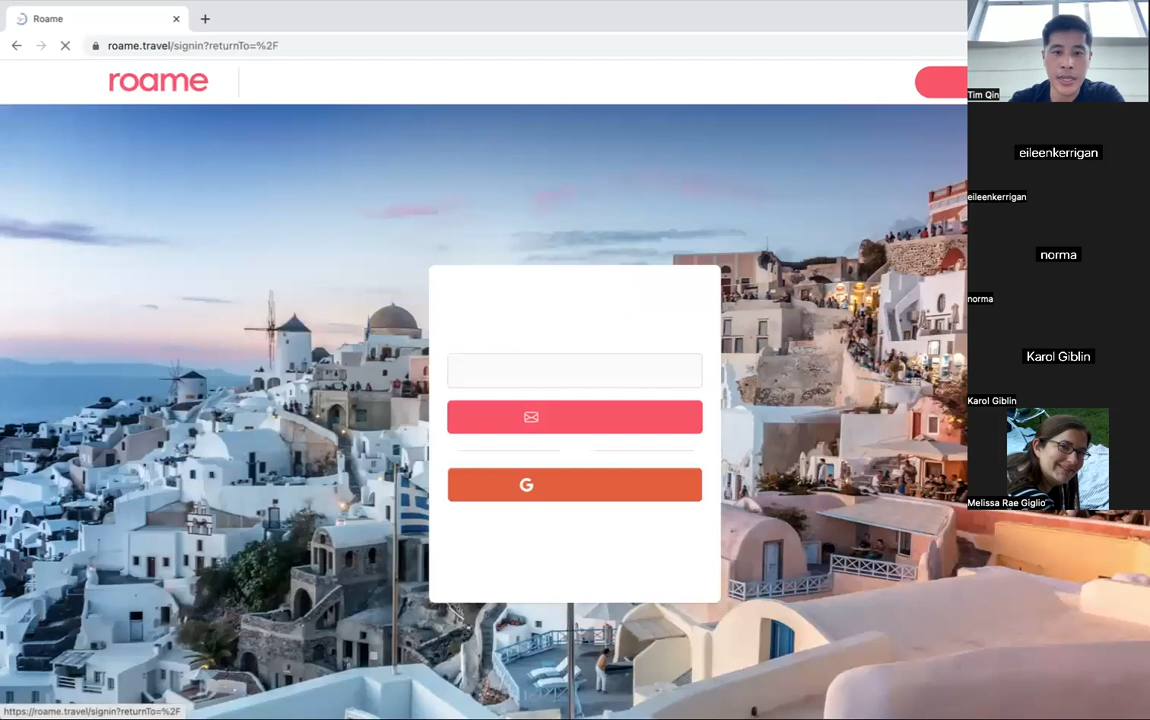 Roame
roame.travel/signin?returnTo=%2F
roame
G
Tim Qin
eileenkerrigan
eileenkerrigan
norma
norma
Karol Giblin
Karol Giblin
Melissa Rae Giglio
https://roame.travel/signin?returnTo=%2F